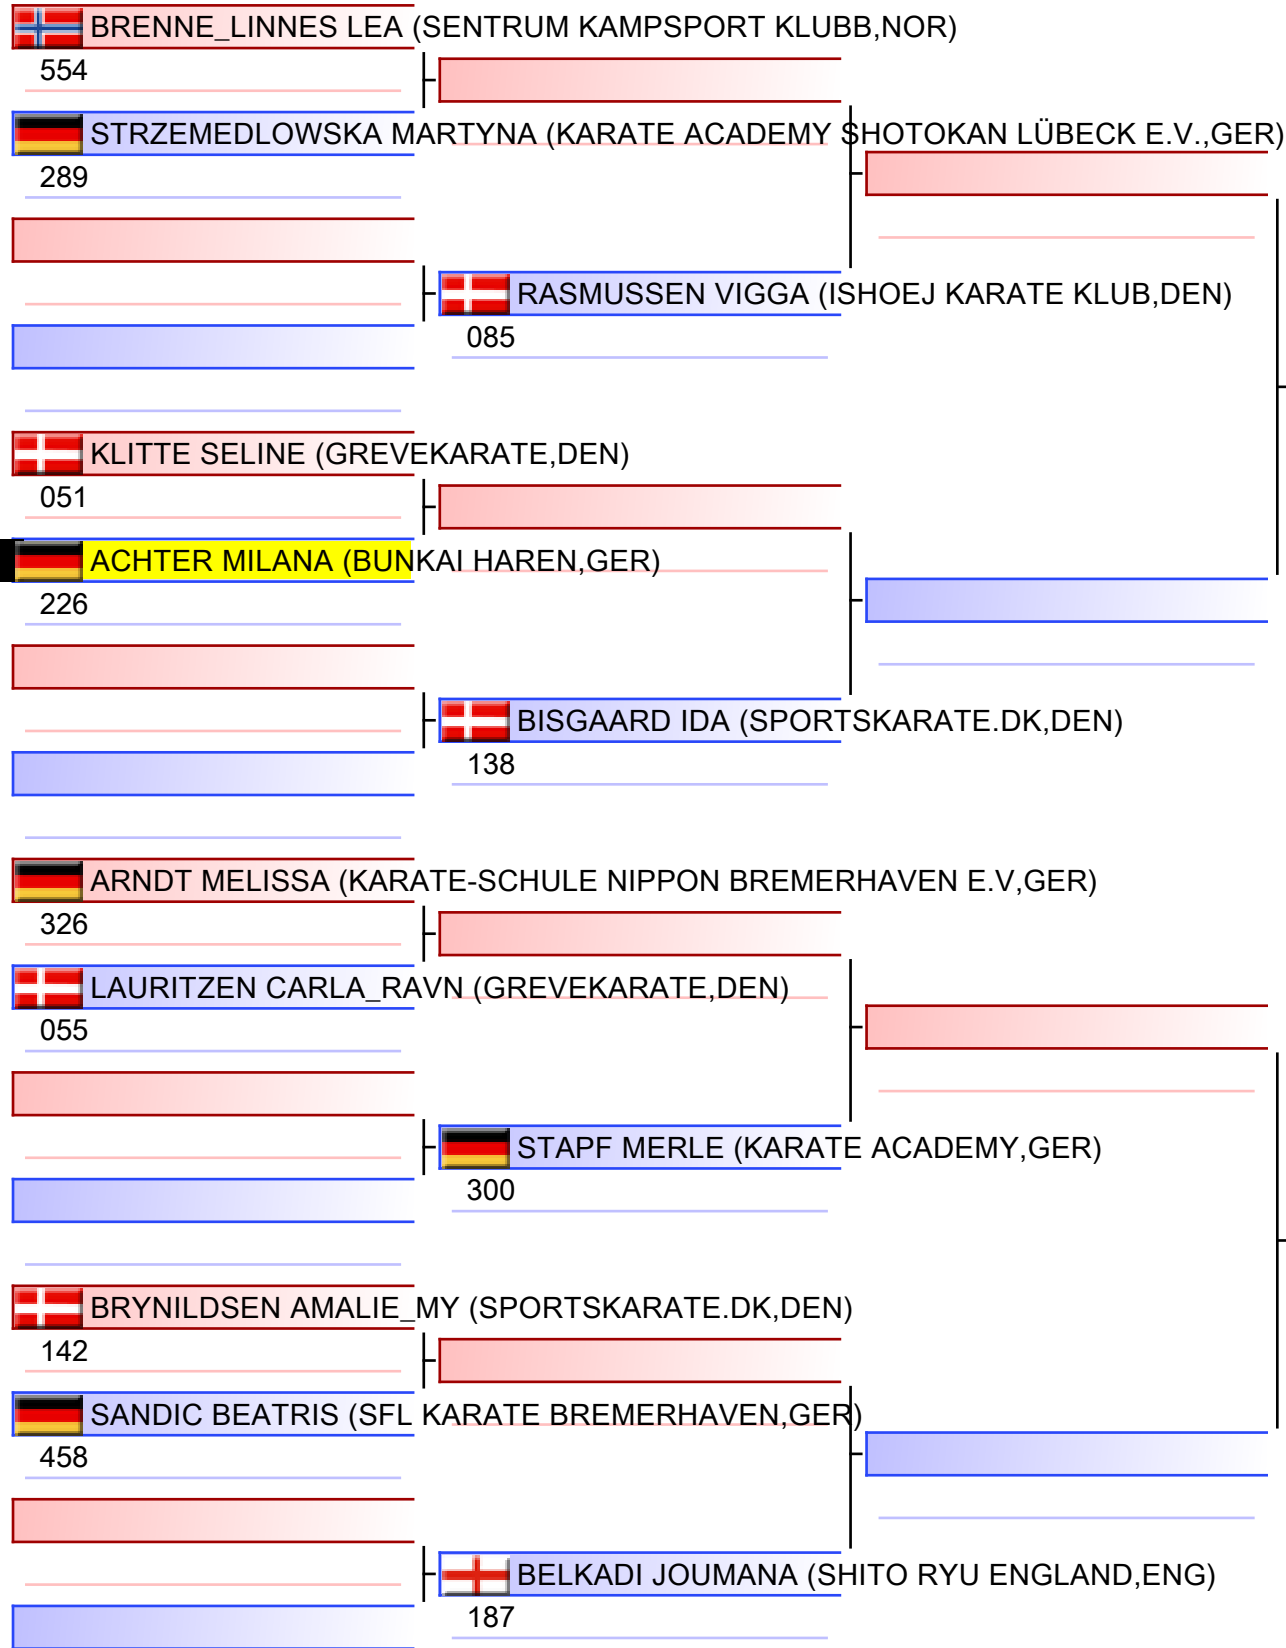 BRENNE_LINNES LEA (SENTRUM KAMPSPORT KLUBB,NOR)
554
STRZEMEDLOWSKA MARTYNA (KARATE ACADEMY SHOTOKAN LÜBECK E.V.,GER)
289
RASMUSSEN VIGGA (ISHOEJ KARATE KLUB,DEN)
085
KLITTE SELINE (GREVEKARATE,DEN)
051
ACHTER MILANA (BUNKAI HAREN,GER)
226
BISGAARD IDA (SPORTSKARATE.DK,DEN)
138
ARNDT MELISSA (KARATE-SCHULE NIPPON BREMERHAVEN E.V,GER)
326
LAURITZEN CARLA_RAVN (GREVEKARATE,DEN)
055
STAPF MERLE (KARATE ACADEMY,GER)
300
BRYNILDSEN AMALIE_MY (SPORTSKARATE.DK,DEN)
142
SANDIC BEATRIS (SFL KARATE BREMERHAVEN,GER)
458
BELKADI JOUMANA (SHITO RYU ENGLAND,ENG)
187